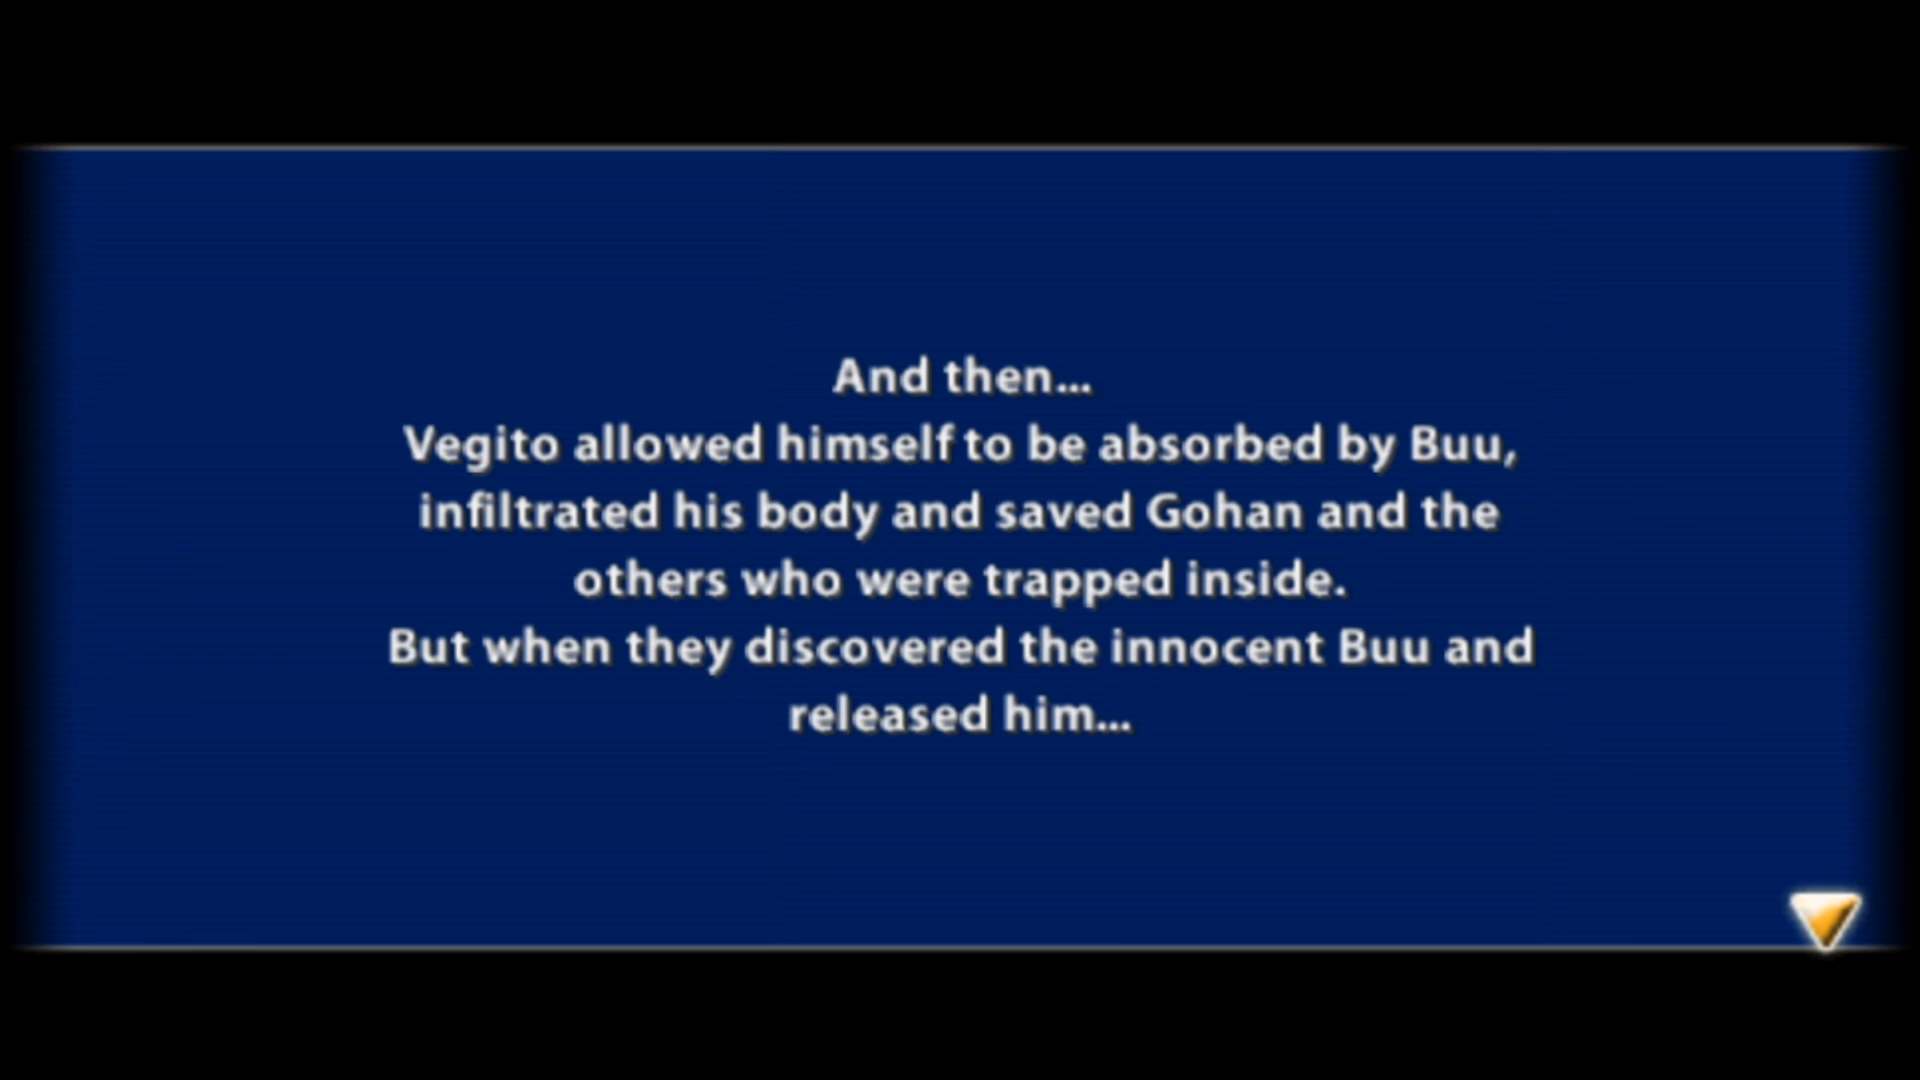 And then...
Vegito allowed himself to be absorbed by Buu,
infiltrated his body and saved Gohan and the
others who were trapped inside.
But when they discovered the innocent Buu and
released him...